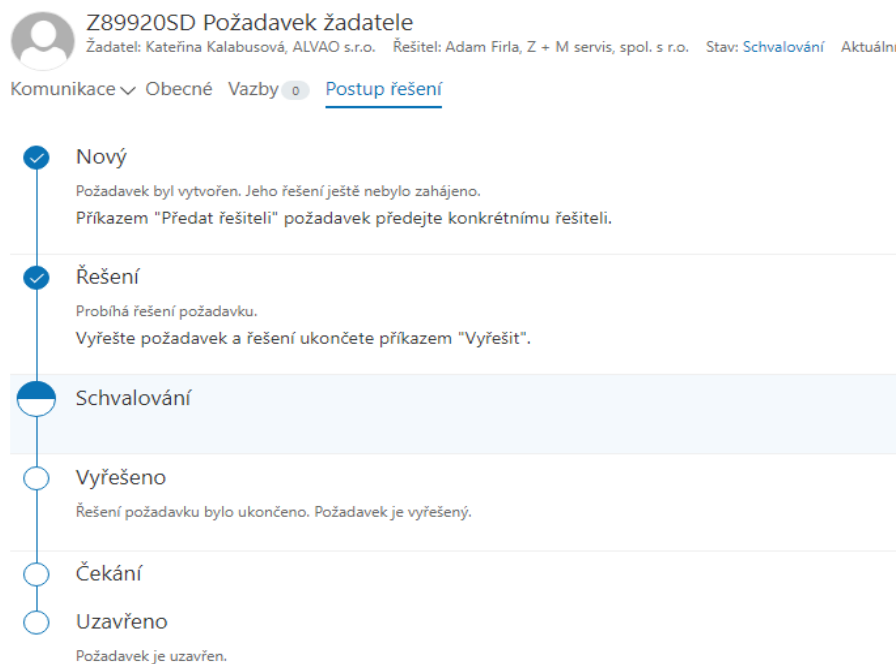 Z89920SD Požadavek žadatele
Žadatel: Kateřina Kalabusová, ALVAO s.r.o. Řešitel: Adam Firla, Z + M servis, spol. s r.o. Stav: Schvalování
Komunikace Obecné Vazby 0 Postup řešení
Nový
Požadavek byl vytvořen. Jeho řešení ještě nebylo zahájeno.
Příkazem "Předat řešiteli" požadavek předejte konkrétnímu řešiteli.
Řešení
Probíhá řešení požadavku.
Vyřešte požadavek a řešení ukončete příkazem "Vyřešit".
Schvalování
Vyřešeno
Řešení požadavku bylo ukončeno. Požadavek je vyřešený.
Čekání
Uzavřeno
Požadavek je uzavřen.